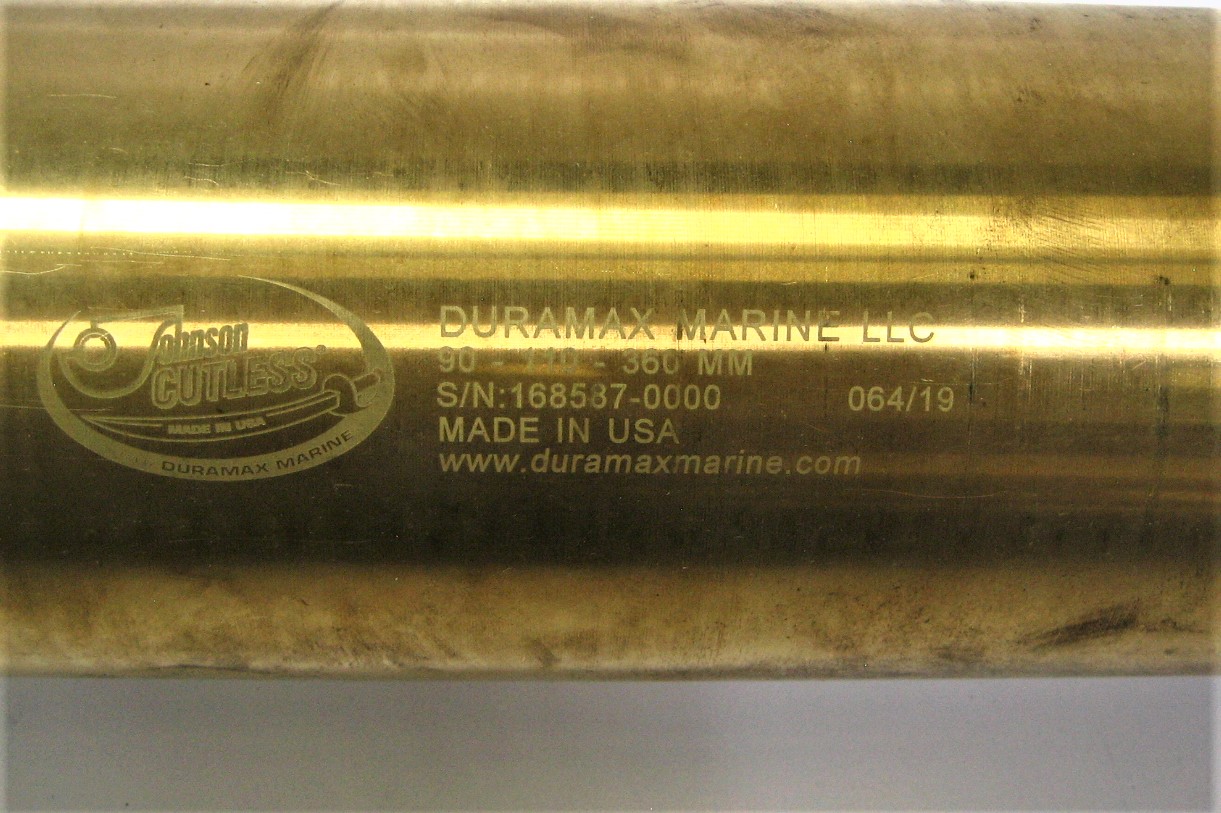 Johnson
CUTLESS®
MADE IN USA
DURAMAX MARINE
DURAMAX MARINE LLC
90 - 110 - 360 MM
S/N:168587-0000 064/19
MADE IN USA
www.duramaxmarine.com